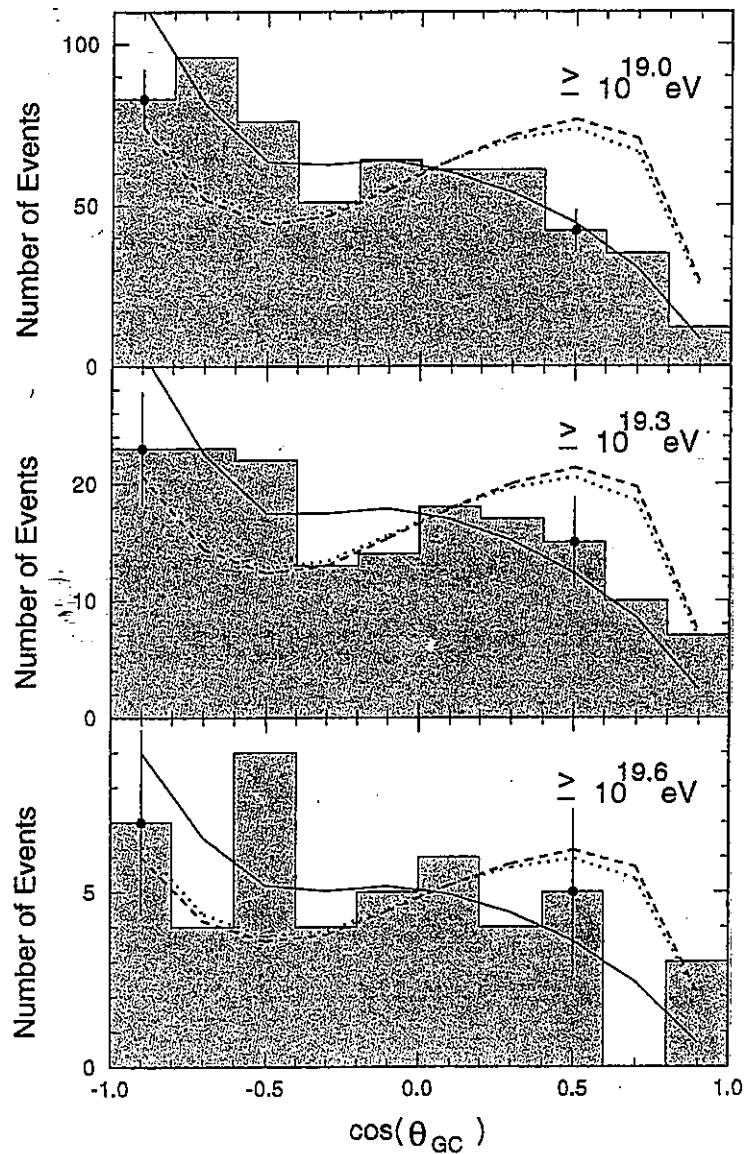 100
50
0
Number of Events
≥ 10^19.0 eV
20
10
0
Number of Events
≥ 10^19.3 eV
5
0
Number of Events
≥ 10^19.6 eV
-1.0 -0.5 0.0 0.5 1.0
cos(θGC)